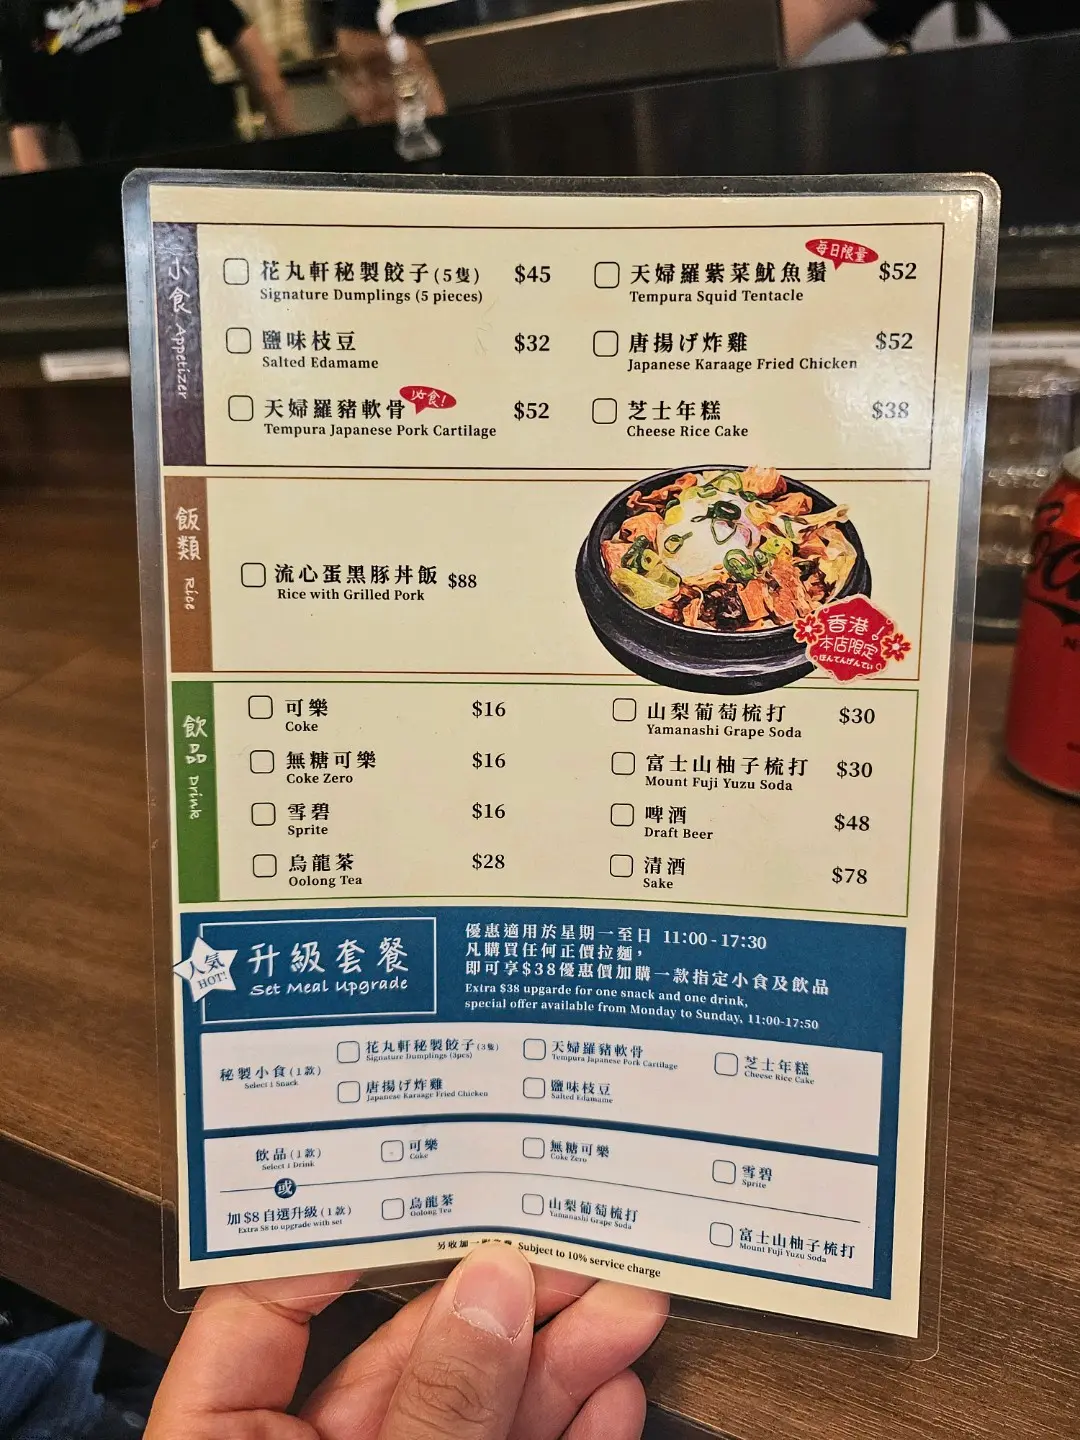 小食 Appetizer
花丸軒秘製餃子(5隻) $45
Signature Dumplings (5 pieces)
鹽味枝豆 $32
Salted Edamame
天婦羅豬軟骨 必食! $52
Tempura Japanese Pork Cartilage
每日限量
天婦羅紫菜魷魚鬚 $52
Tempura Squid Tentacle
唐揚げ炸雞 $52
Japanese Karaage Fried Chicken
芝士年糕 $38
Cheese Rice Cake
飯類 Rice
流心蛋黑豚丼飯 $88
Rice with Grilled Pork
香港
本店限定
ほんてんげんてい
飲品 Drink
可樂 $16
Coke
無糖可樂 $16
Coke Zero
雪碧 $16
Sprite
烏龍茶 $28
Oolong Tea
山梨葡萄梳打 $30
Yamanashi Grape Soda
富士山柚子梳打 $30
Mount Fuji Yuzu Soda
啤酒 $48
Draft Beer
清酒 $78
Sake
人気
HOT!
升級套餐
Set Meal Upgrade
優惠適用於星期一至日 11:00 - 17:30
凡購買任何正價拉麵，
即可享$38優惠價加購一款指定小食及飲品
Extra $38 upgarde for one snack and one drink,
special offer available from Monday to Sunday, 11:00-17:50
秘製小食(1款)
Select 1 Snack
花丸軒秘製餃子(3隻)
Signature Dumplings (3pcs)
天婦羅豬軟骨
Tempura Japanese Pork Cartilage
芝士年糕
Cheese Rice Cake
唐揚げ炸雞
Japanese Karaage Fried Chicken
鹽味枝豆
Salted Edamame
飲品(1款)
Select 1 Drink
可樂
Coke
無糖可樂
Coke Zero
雪碧
Sprite
或
加$8自選升級(1款)
Extra $8 to upgrade with set
烏龍茶
Oolong Tea
山梨葡萄梳打
Yamanashi Grape Soda
富士山柚子梳打
Mount Fuji Yuzu Soda
另收加一 Subject to 10% service charge